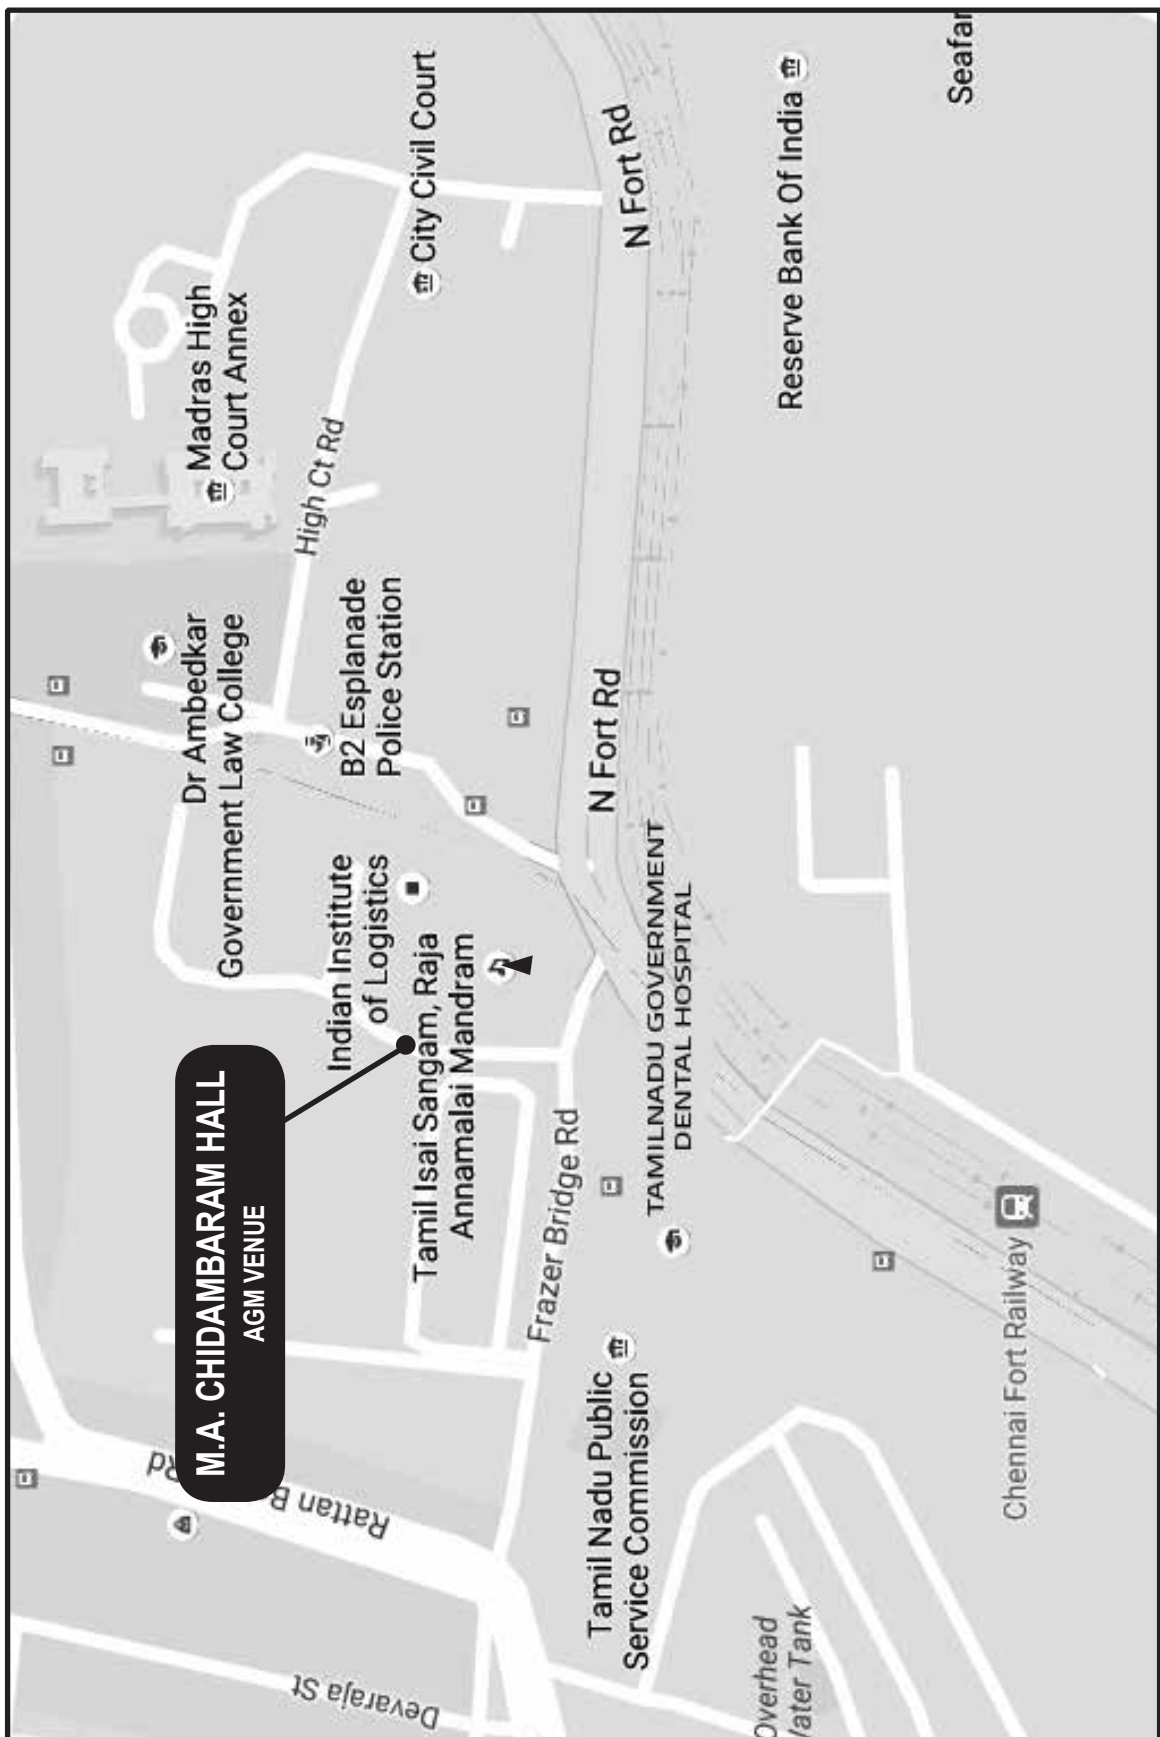 M.A. CHIDAMBARAM HALL
AGM VENUE
Dr Ambedkar
Government Law College
Madras High
Court Annex
Rattan B
Rd
Devaraja St
Indian Institute
of Logistics
B2 Esplanade
Police Station
High Ct Rd
Tamil Isai Sangam, Raja
Annamalai Mandram
City Civil Court
Frazer Bridge Rd
N Fort Rd
N Fort Rd
Tamil Nadu Public
Service Commission
TAMILNADU GOVERNMENT
DENTAL HOSPITAL
Overhead
Tank
Reserve Bank Of India
Chennai Fort Railway
Seafar